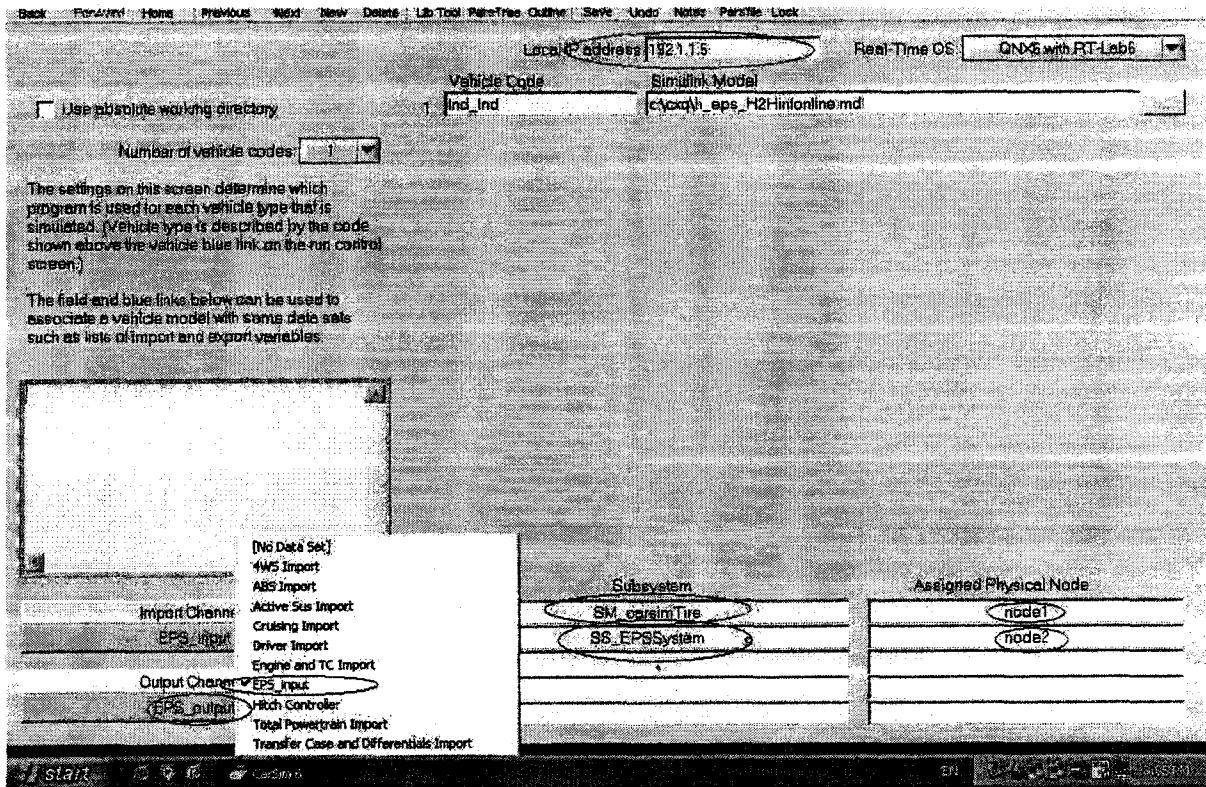 Back Forward Home Previous Next New Delete Lib Tool Pars-Tree Outline Save Undo Notes Parsfile Lock
Local IP address 192.1.1.5 Real-Time OS: QNX6 with RT-Lab6
Vehicle Code Simulink Model
Use absolute working directory 1 Ind_Ind
Number of vehicle codes: 1
The settings on this screen determine which
program is used for each vehicle type that is
simulated. (Vehicle type is described by the code
shown above the vehicle blue link on the run control
screen.)
The field and blue links below can be used to
associate a vehicle model with some data sets
such as lists of import and export variables.
[No Data Set]
4WS Import
ABS Import
Active Sus Import
Cruising Import
Driver Import
Engine and TC Import
EPS_input
Hitch Controller
Total Powertrain Import
Transfer Case and Differentials Import
Subsystem Assigned Physical Node
Import Channe SM_carsimTire node1
EPS_input SS_EPSSystem node2
Output Channe
EPS_output
start CarSim 6 EN